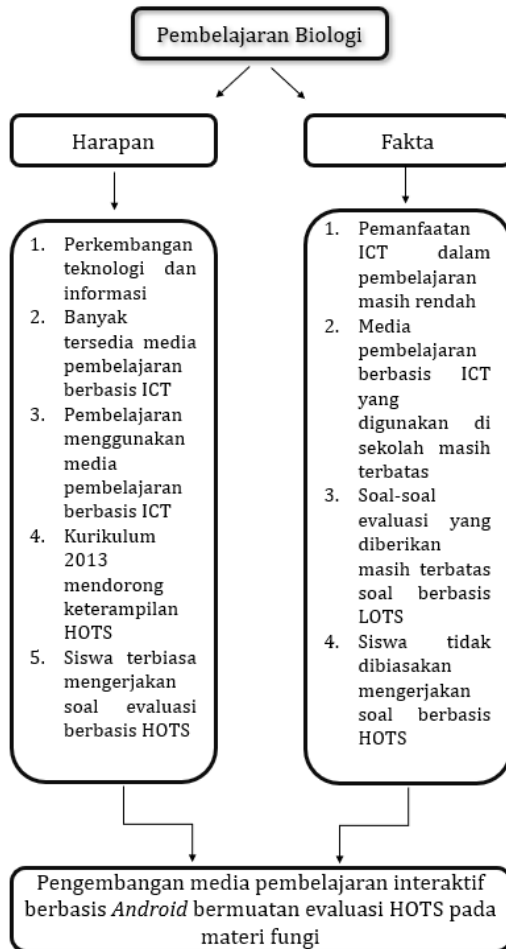 Pembelajaran Biologi
Harapan
1. Perkembangan
teknologi dan
informasi
2. Banyak
tersedia media
pembelajaran
berbasis ICT
3. Pembelajaran
menggunakan
media
pembelajaran
berbasis ICT
4. Kurikulum
2013
mendorong
keterampilan
HOTS
5. Siswa terbiasa
mengerjakan
soal evaluasi
berbasis HOTS
Fakta
1. Pemanfaatan
ICT dalam
pembelajaran
masih rendah
2. Media
pembelajaran
berbasis ICT
yang
digunakan di
sekolah masih
terbatas
3. Soal-soal
evaluasi yang
diberikan
masih terbatas
soal berbasis
LOTS
4. Siswa tidak
dibiasakan
mengerjakan
soal berbasis
HOTS
Pengembangan media pembelajaran interaktif
berbasis Android bermuatan evaluasi HOTS pada
materi fungi